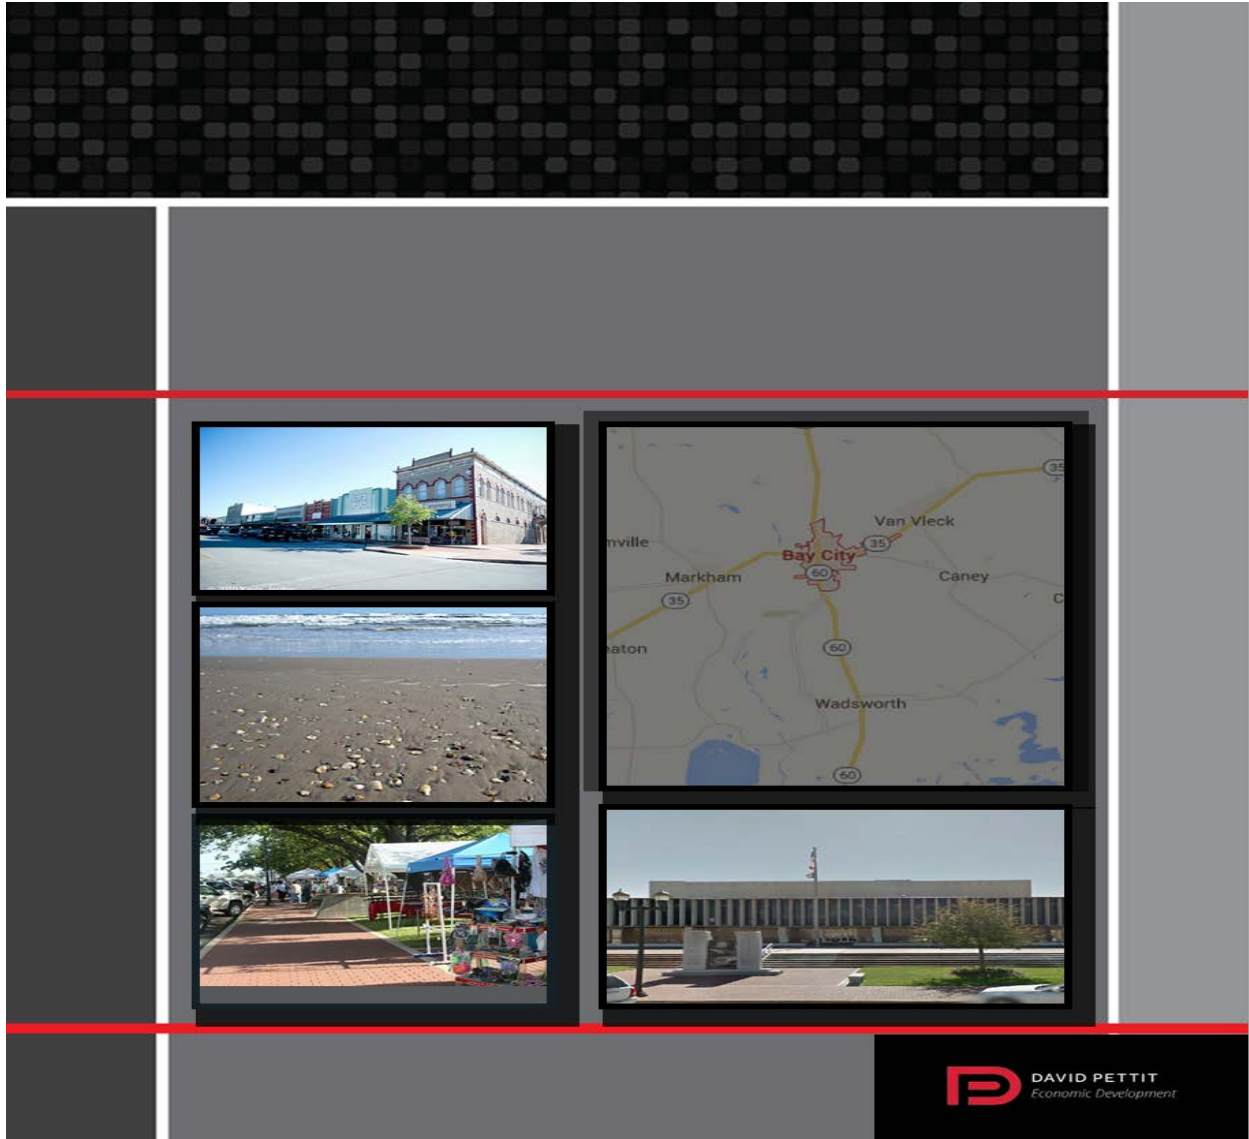 35
Van Vleck
nville
Bay City
35
60
Markham
Caney
35
C
aton
60
Wadsworth
60
DAVID PETTIT
Economic Development